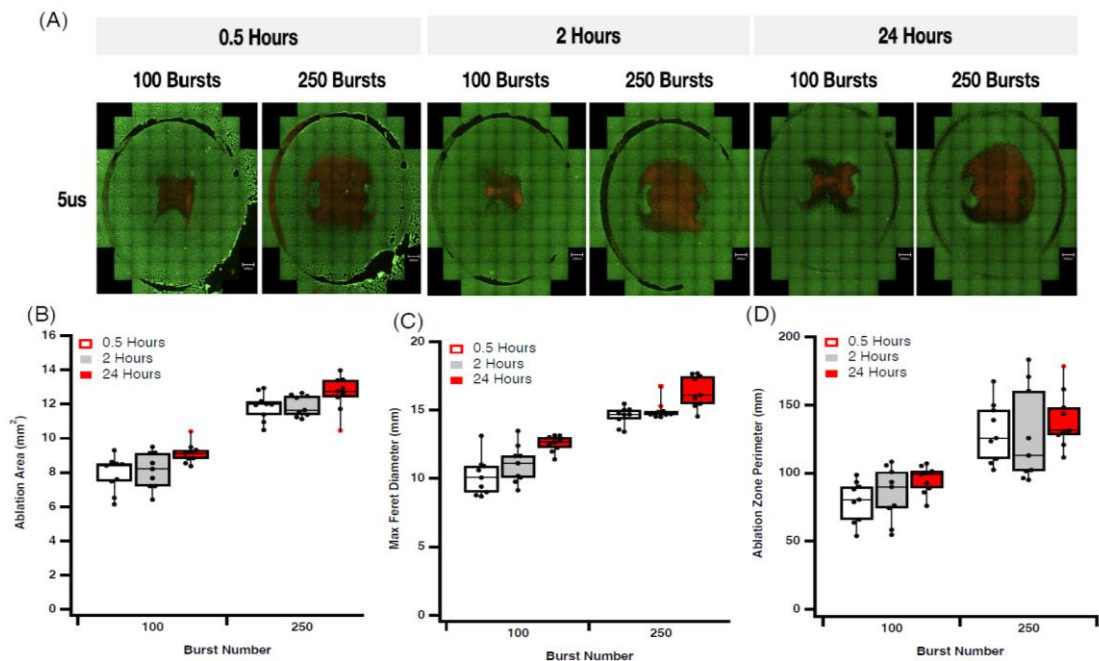 (A)
0.5 Hours 2 Hours 24 Hours
100 Bursts 250 Bursts 100 Bursts 250 Bursts 100 Bursts 250 Bursts
5us
(B)
16
14
12
10
8
6
4
2
0
Ablation Area (mm²)
0.5 Hours
2 Hours
24 Hours
100 250
Burst Number
(C)
20
15
10
5
0
Max Feret Diameter (mm)
0.5 Hours
2 Hours
24 Hours
100 250
Burst Number
(D)
200
150
100
50
0
Ablation Zone Perimeter (mm)
0.5 Hours
2 Hours
24 Hours
100 250
Burst Number